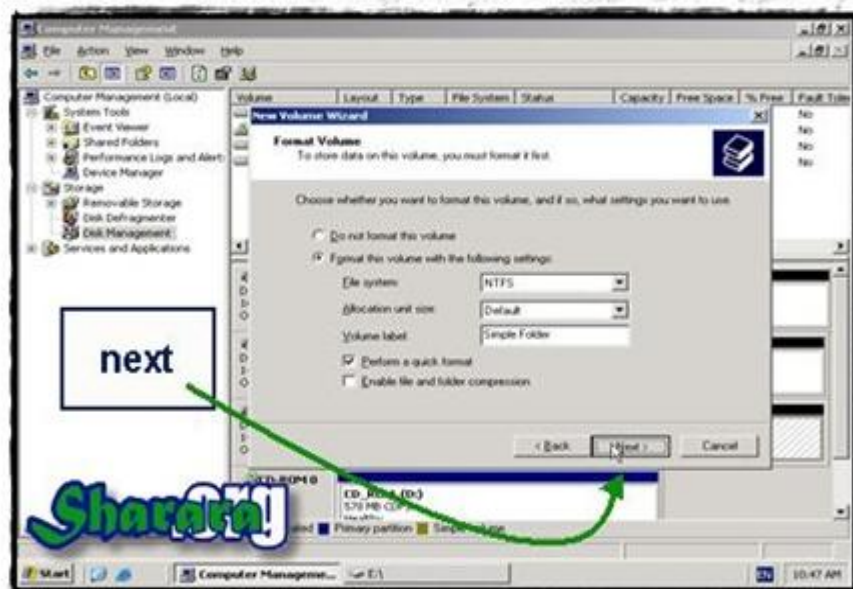 Computer Management
File Action View Window Help
Computer Management (Local)
System Tools
Event Viewer
Shared Folders
Performance Logs and Alerts
Device Manager
Storage
Removable Storage
Disk Defragmenter
Disk Management
Services and Applications
Volume Layout Type File System Status Capacity Free Space % Free Fault Toler
No
No
No
No
New Volume Wizard
Format Volume
To store data on this volume, you must format it first.
Choose whether you want to format this volume, and if so, what settings you want to use.
Do not format this volume
Format this volume with the following settings:
File system: NTFS
Allocation unit size: Default
Volume label: Simple Folder
Perform a quick format
Enable file and folder compression
< Back Next > Cancel
next
CD-ROM 0
(D:)
578 MB
Primary partition
Sharara.org
Start Computer Manageme... E:\ EN 10:47 AM